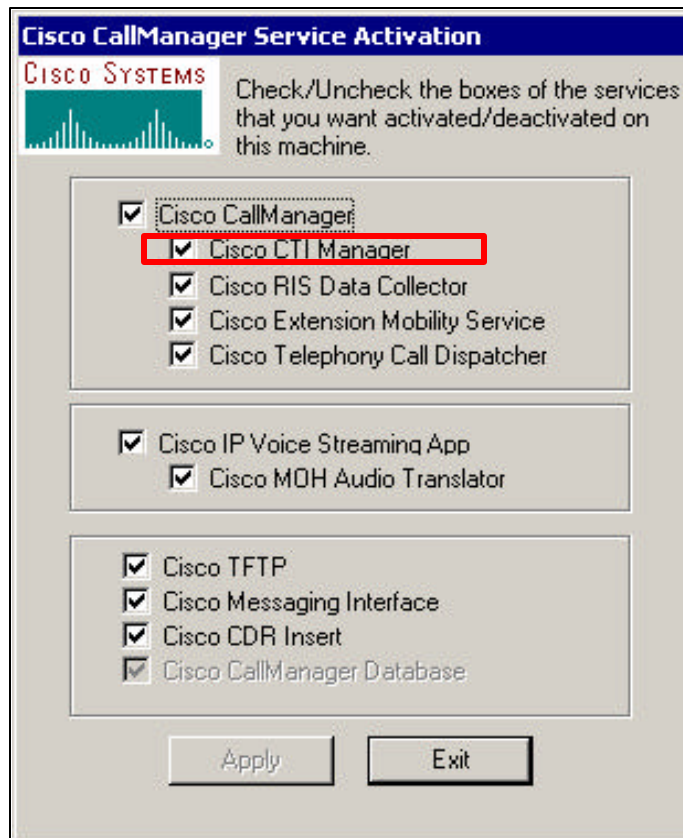 Cisco CallManager Service Activation
CISCO SYSTEMS
Check/Uncheck the boxes of the services
that you want activated/deactivated on
this machine.
Cisco CallManager
Cisco CTI Manager
Cisco RIS Data Collector
Cisco Extension Mobility Service
Cisco Telephony Call Dispatcher
Cisco IP Voice Streaming App
Cisco MOH Audio Translator
Cisco TFTP
Cisco Messaging Interface
Cisco CDR Insert
Cisco CallManager Database
Apply
Exit